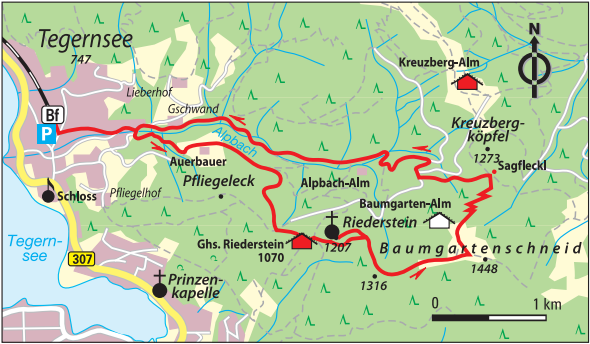 Tegernsee
747
N
Kreuzberg-Alm
Lieberhof
Gschwand
Bf
P
Alpbach
Kreuzberg-
köpfel
1273
Auerbauer
Sagfleckl
Pfliegeleck
Alpbach-Alm
Schloss
Pfliegelhof
Baumgarten-Alm
Riederstein
Tegern-
see
Ghs. Riederstein
1070
1207
Baumgartenschneid
307
1448
Prinzen-
kapelle
1316
0
1 km